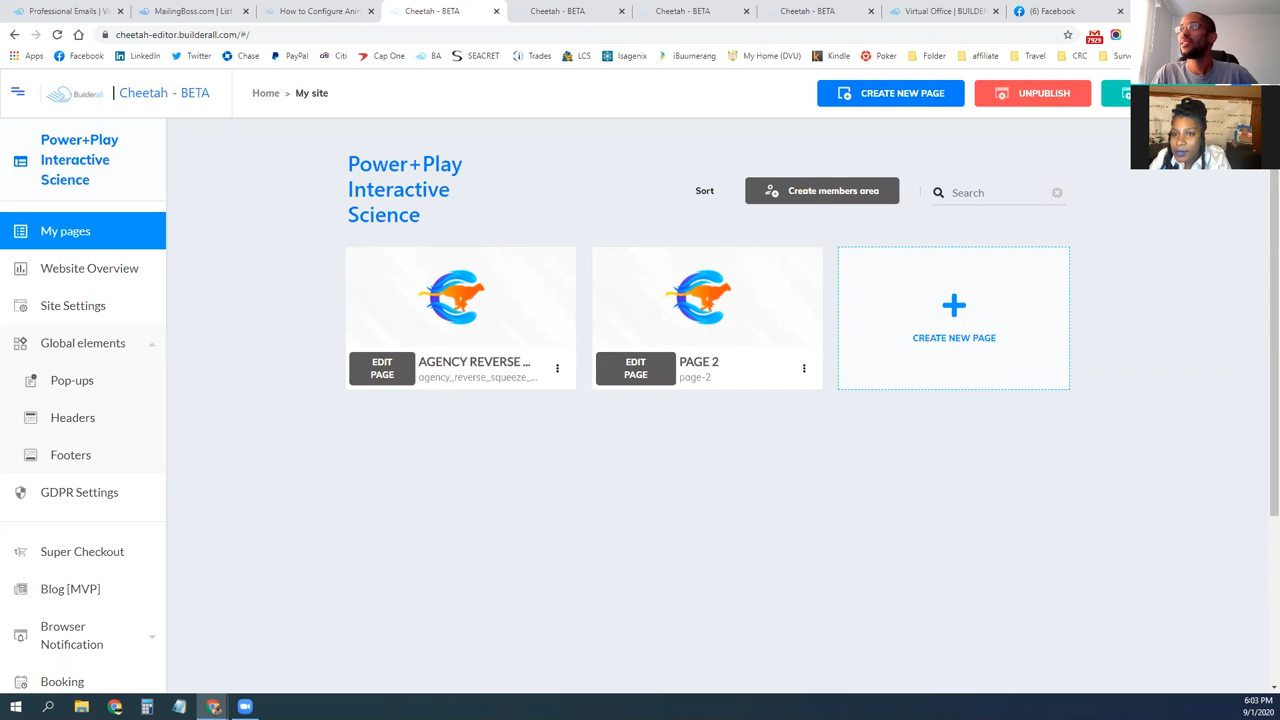 Professional Emails | Vi
MailingBoss.com | List
How to Configure Anim
Cheetah - BETA
Cheetah - BETA
Cheetah - BETA
Cheetah - BETA
Virtual Office | BUILDER
(6) Facebook
cheetah-editor.builderall.com/#/
7929
Apps Facebook LinkedIn Twitter Chase PayPal Citi Cap One BA SEACRET Trades LCS Isagenix iBuumerang My Home (DVU) Kindle Poker Folder affiliate Travel CRC Surve
Builderall
Cheetah - BETA
Home > My site
CREATE NEW PAGE
UNPUBLISH
Power+Play
Interactive
Science
My pages
Website Overview
Site Settings
Global elements
Pop-ups
Headers
Footers
GDPR Settings
Super Checkout
Blog [MVP]
Browser
Notification
Booking
Power+Play
Interactive
Science
Sort
Create members area
Search
EDIT
PAGE
AGENCY REVERSE ...
agency_reverse_squeeze_...
EDIT
PAGE
PAGE 2
page-2
CREATE NEW PAGE
6:03 PM
9/1/2020